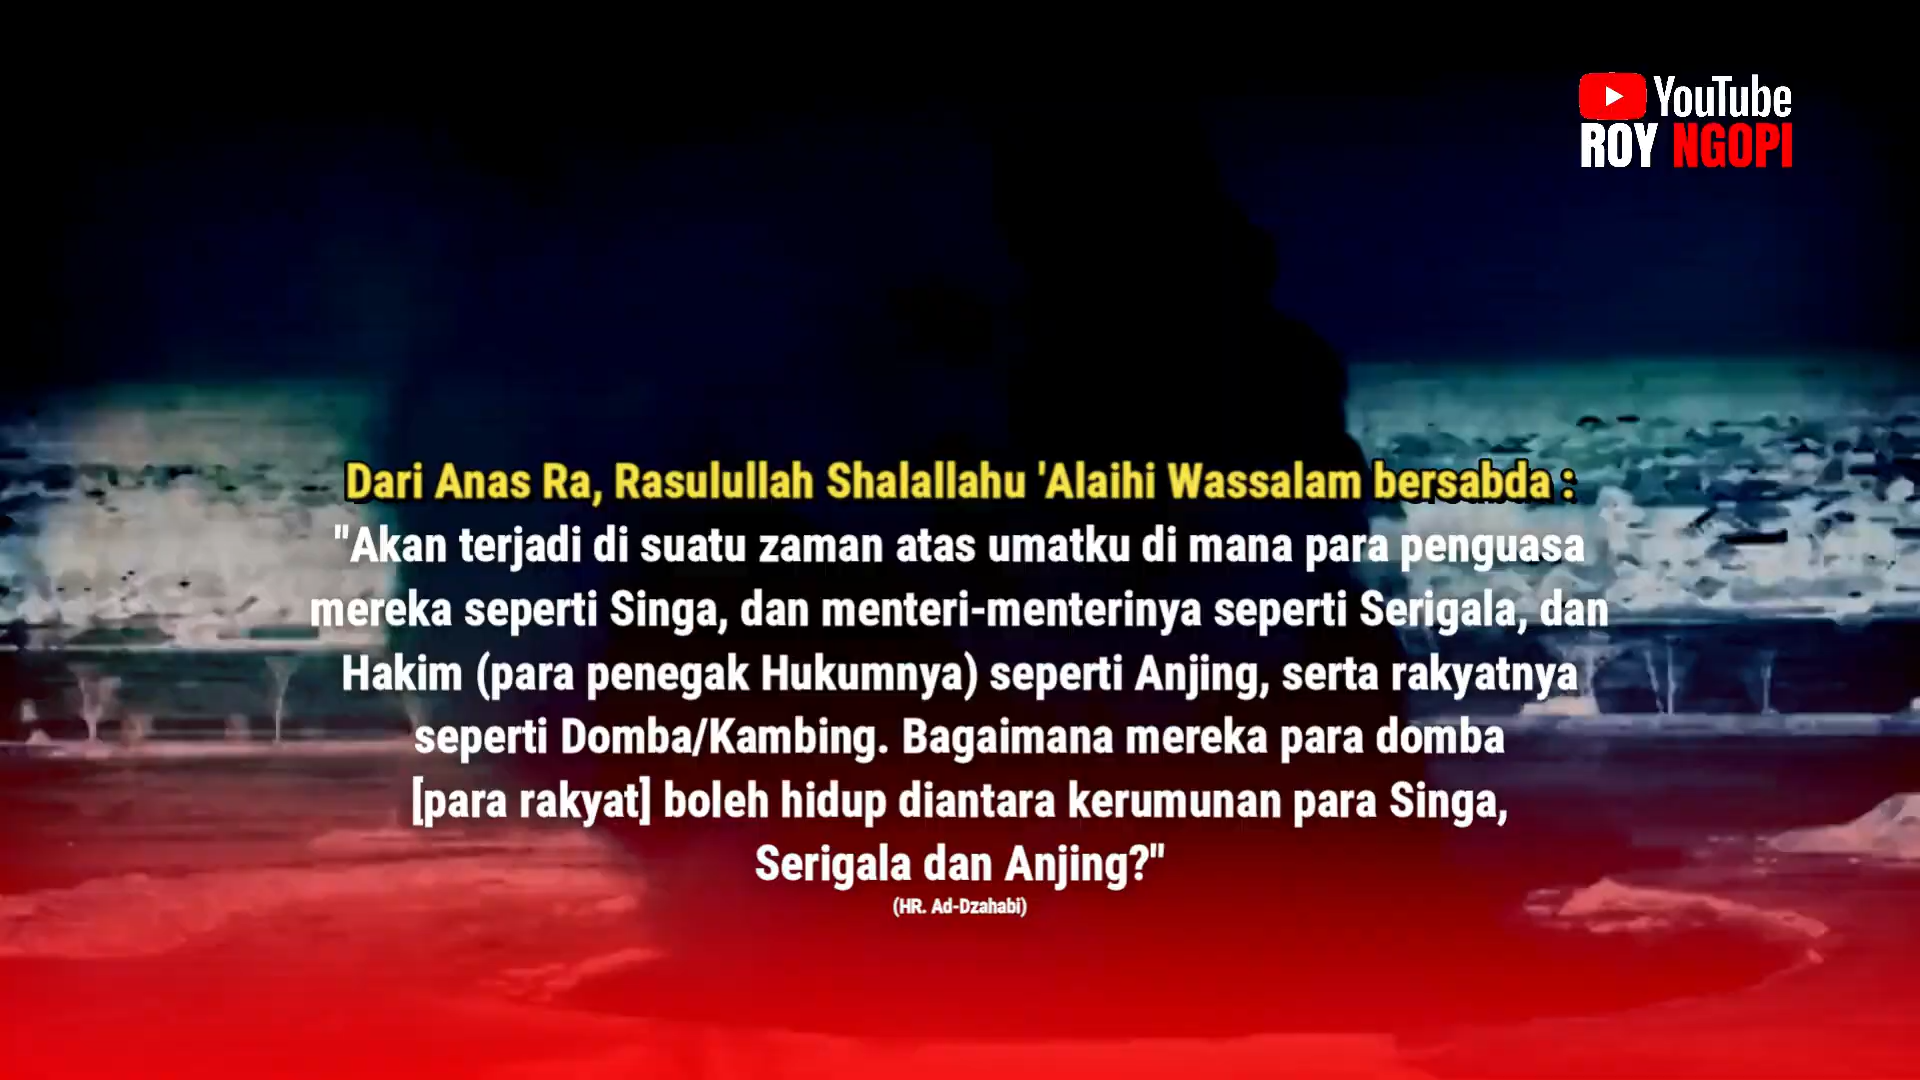 YouTube
ROY NGOPI
Dari Anas Ra, Rasulullah Shalallahu 'Alaihi Wassalam bersabda :
"Akan terjadi di suatu zaman atas umatku di mana para penguasa
mereka seperti Singa, dan menteri-menterinya seperti Serigala, dan
Hakim (para penegak Hukumnya) seperti Anjing, serta rakyatnya
seperti Domba/Kambing. Bagaimana mereka para domba
[para rakyat] boleh hidup diantara kerumunan para Singa,
Serigala dan Anjing?"
(HR. Ad-Dzahabi)